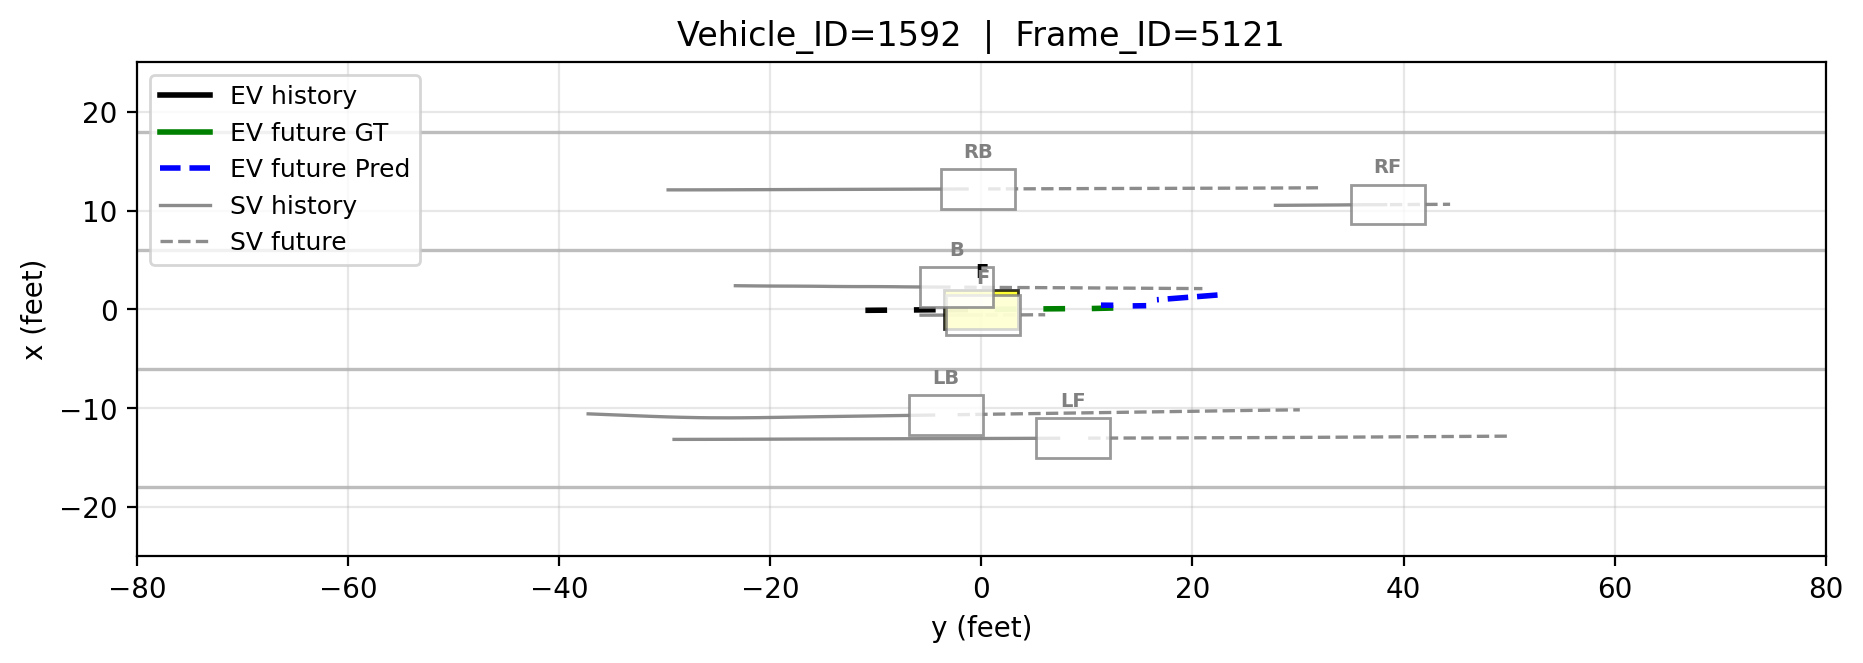 Vehicle_ID=1592 | Frame_ID=5121
EV history
EV future GT
EV future Pred
SV history
SV future
RB
RF
B
E
F
LB
LF
20
10
0
−10
−20
x (feet)
−80
−60
−40
−20
0
20
40
60
80
y (feet)